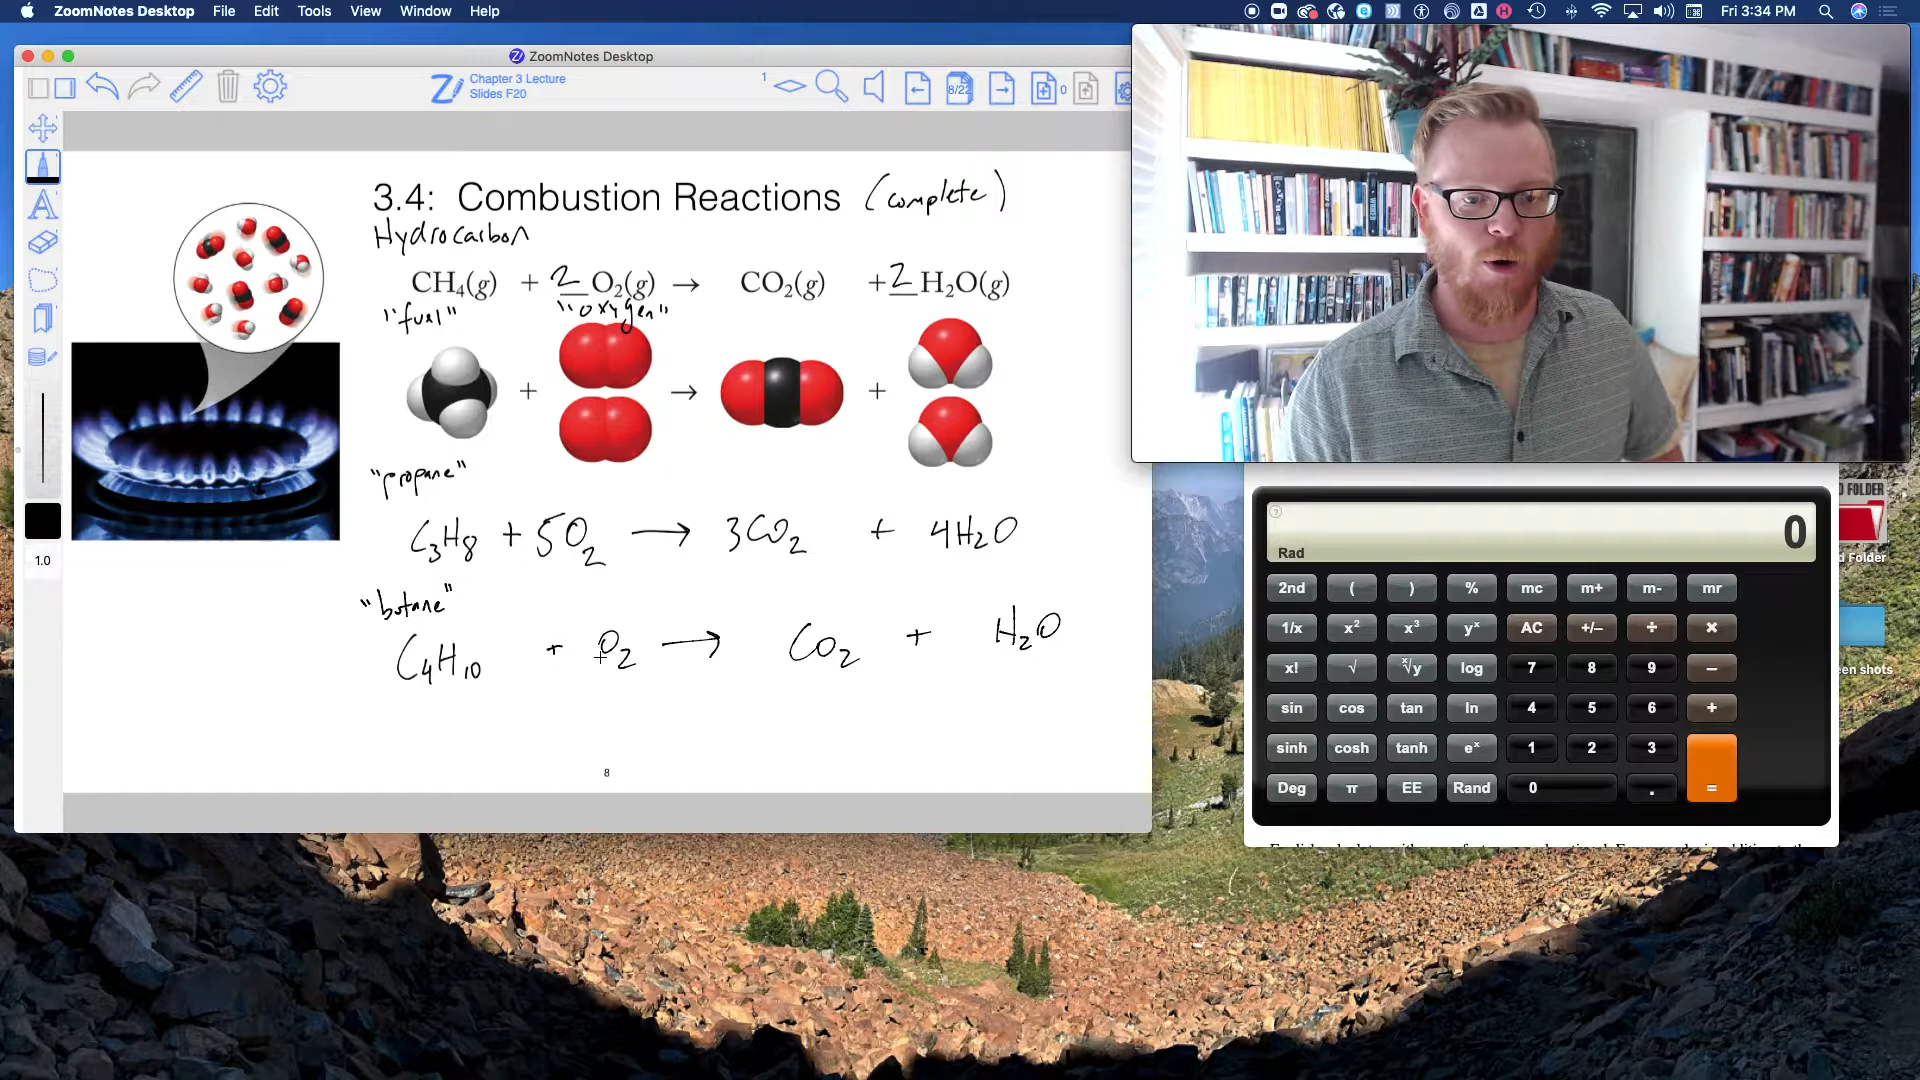 ZoomNotes Desktop File Edit Tools View Window Help Fri 3:34 PM
ZoomNotes Desktop
Chapter 3 Lecture
Slides F20
1
8/22
0
1.0
3.4: Combustion Reactions (complete)
Hydrocarbon
CH₄(g) + 2 O₂(g) → CO₂(g) + 2 H₂O(g)
"fuel" "oxygen"
+ → +
"propane"
C₃H₈ + 5O₂ → 3CO₂ + 4H₂O
"butane"
C₄H₁₀ + O₂ → CO₂ + H₂O
8
0
Rad
2nd ( ) % mc m+ m- mr
1/x x² x³ yˣ AC +/− ÷ ×
x! √ ˣ√y log 7 8 9 −
sin cos tan ln 4 5 6 +
sinh cosh tanh eˣ 1 2 3
Deg π EE Rand 0 . =
D FOLDER
d Folder
een shots